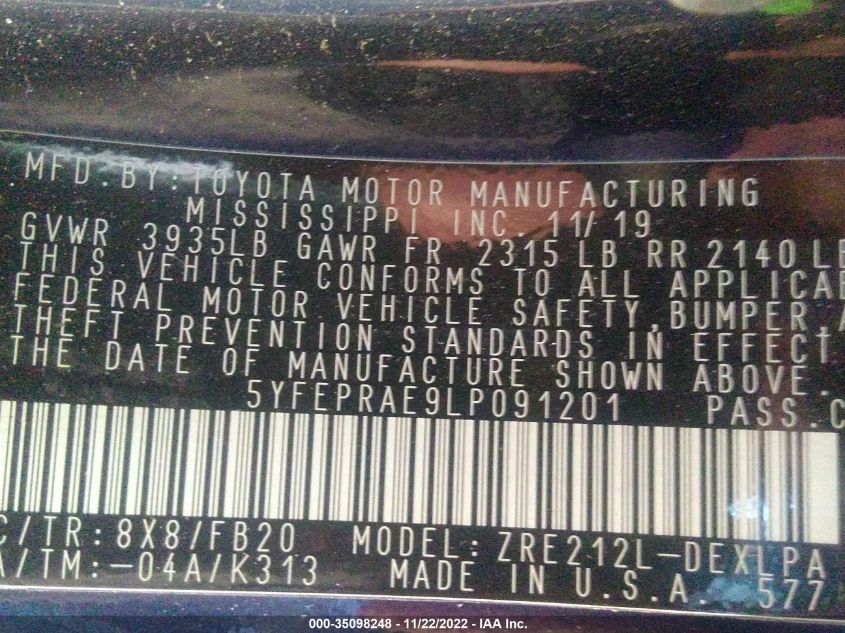 MFD.BY:TOYOTA MOTOR MANUFACTURING
MISSISSIPPI INC. 11/19
GVWR 3935LB GAWR FR 2315LB RR 2140
THIS VEHICLE CONFORMS TO ALL
FEDERAL MOTOR VEHICLE SAFETY,BUMPER,
THEFT PREVENTION STANDARDS IN EFFECT
THE DATE OF MANUFACTURE SHOWN ABOVE.
5YFEPRAE9LP091201 PASS.
C/TR:8X8/FB20 MODEL:ZRE212L-DEXLPA
A/TM:-04A/K313 MADE IN U.S.A. 577
000-35098248 - 11/22/2022 - IAA Inc.